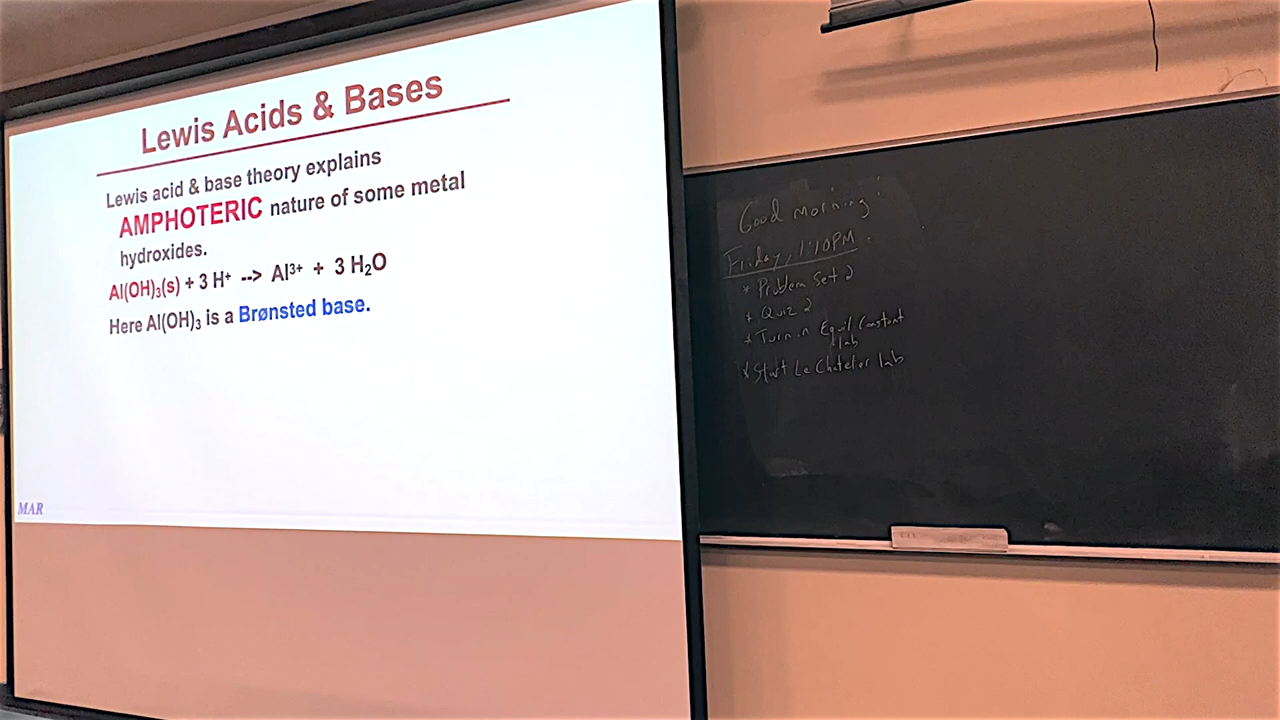 Lewis Acids & Bases
Lewis acid & base theory explains
AMPHOTERIC nature of some metal
hydroxides.
Al(OH)₃(s) + 3 H⁺ --> Al³⁺ + 3 H₂O
Here Al(OH)₃ is a Brønsted base.
MAR
Good morning!
Friday, 1:10PM
* Problem Set 2
* Quiz 2
* Turn in Equil Constant
lab
* Start Le Chatelier lab